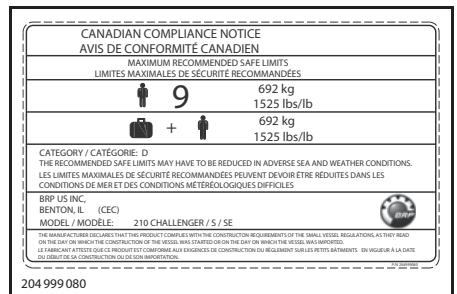 CANADIAN COMPLIANCE NOTICE
AVIS DE CONFORMITÉ CANADIEN
MAXIMUM RECOMMENDED SAFE LIMITS
LIMITES MAXIMALES DE SÉCURITÉ RECOMMANDÉES
9 692 kg
1525 lbs/lb
+ 692 kg
1525 lbs/lb
CATEGORY / CATÉGORIE: D
THE RECOMMENDED SAFE LIMITS MAY HAVE TO BE REDUCED IN ADVERSE SEA AND WEATHER CONDITIONS.
LES LIMITES MAXIMALES DE SÉCURITÉ RECOMMANDÉES PEUVENT DEVOIR ÊTRE RÉDUITES DANS LES
CONDITIONS DE MER ET DES CONDITIONS MÉTÉREOLOGIQUES DIFFICILES
BRP US INC,
BENTON, IL (CEC)
MODEL / MODÈLE: 210 CHALLENGER / S / SE
BRP
THE MANUFACTURER DECLARES THAT THIS PRODUCT COMPLIES WITH THE CONSTRUCTON REQUIREMENTS OF THE SMALL VESSEL REGULATIONS, AS THEY READ
ON THE DAY ON WHICH THE CONSTRUCTION OF THE VESSEL WAS STARTED OR ON THE DAY ON WHICH THE VESSEL WAS IMPORTED.
LE FABRICANT ATTESTE QUE CE PRODUIT EST COMFORME AUX EXIGENCES DE CONSTRUCTION DU RÈGLEMENT SUR LES PETITS BÂTIMENTS EN VIGUEUR À LA DATE
DU DÉBUT DE SA CONSTRUCTION OU DE SON IMPORTATION.
P/N 204999080
204 999 080